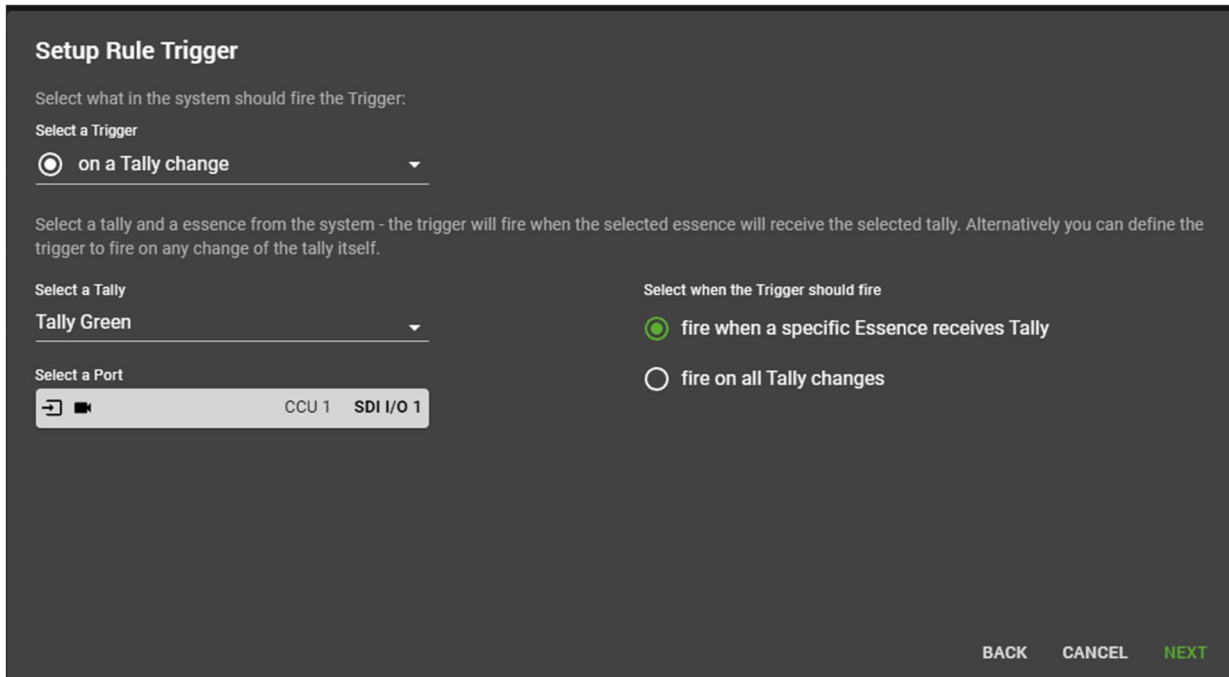 Setup Rule Trigger
Select what in the system should fire the Trigger:
Select a Trigger
on a Tally change
Select a tally and a essence from the system - the trigger will fire when the selected essence will receive the selected tally. Alternatively you can define the
trigger to fire on any change of the tally itself.
Select a Tally
Tally Green
Select a Port
CCU 1 SDI I/O 1
Select when the Trigger should fire
fire when a specific Essence receives Tally
fire on all Tally changes
BACK CANCEL NEXT